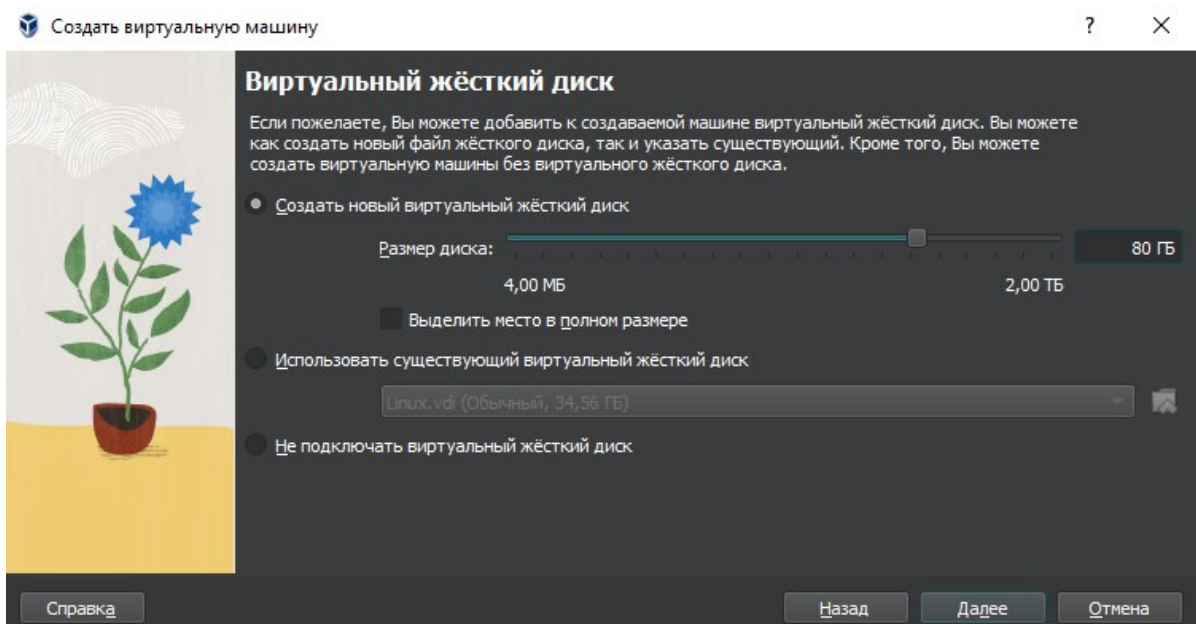 Создать виртуальную машину
?
Виртуальный жёсткий диск
Если пожелаете, Вы можете добавить к создаваемой машине виртуальный жёсткий диск. Вы можете
как создать новый файл жёсткого диска, так и указать существующий. Кроме того, Вы можете
создать виртуальную машины без виртуального жёсткого диска.
Создать новый виртуальный жёсткий диск
Размер диска: 80 ГБ
4,00 МБ 2,00 ТБ
Выделить место в полном размере
Использовать существующий виртуальный жёсткий диск
Linux.vdi (Обычный, 34,56 ГБ)
Не подключать виртуальный жёсткий диск
Справка Назад Далее Отмена